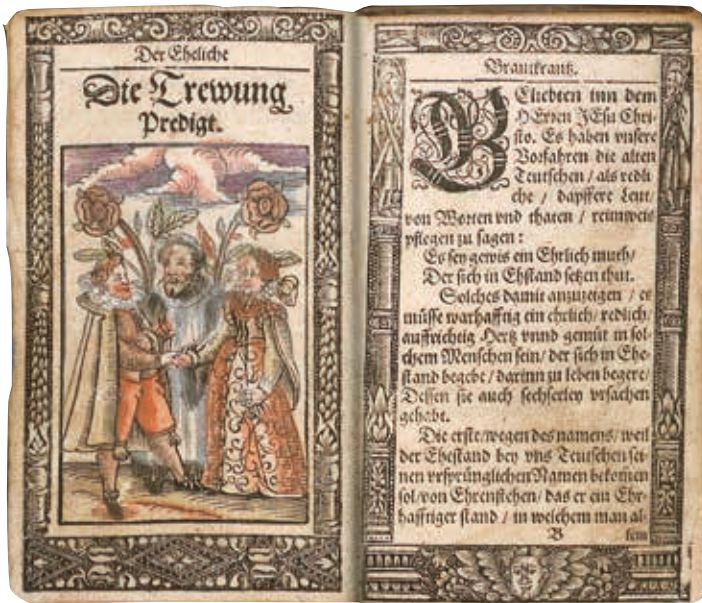 Der Eheliche
Die Trewung
Predigt.
Brautkrantz.
BEliebten inn dem
HErren JEsu Chri-
sto. Es haben vnsere
Vorfahren die alten
Teutschen / als redli
che / dapffere Leut/
von Worten vnd thaten / reimweis
pflegen zu sagen :
Es sey gewis ein Ehrlich muth/
Der sich in Ehstand setzen thut.
Solches damit anzuzeigen / es
müsse warhafftig ein ehrlich/ redlich/
auffrichtig Hertz vnnd gemüt in sol-
chem Menschen sein/ der sich in Ehe-
stand begebe / darinn zu leben begere/
Dessen sie auch sechserley vrsachen
gehabt.
Die erste/wegen des namens/ weil
der Ehestand bey vns Teutschen sei-
nen vrsprünglichen Namen bekom̃en
sol/von Ehrenstehen/ das er ein Ehr-
hafftiger stand / in welchem man al-
B